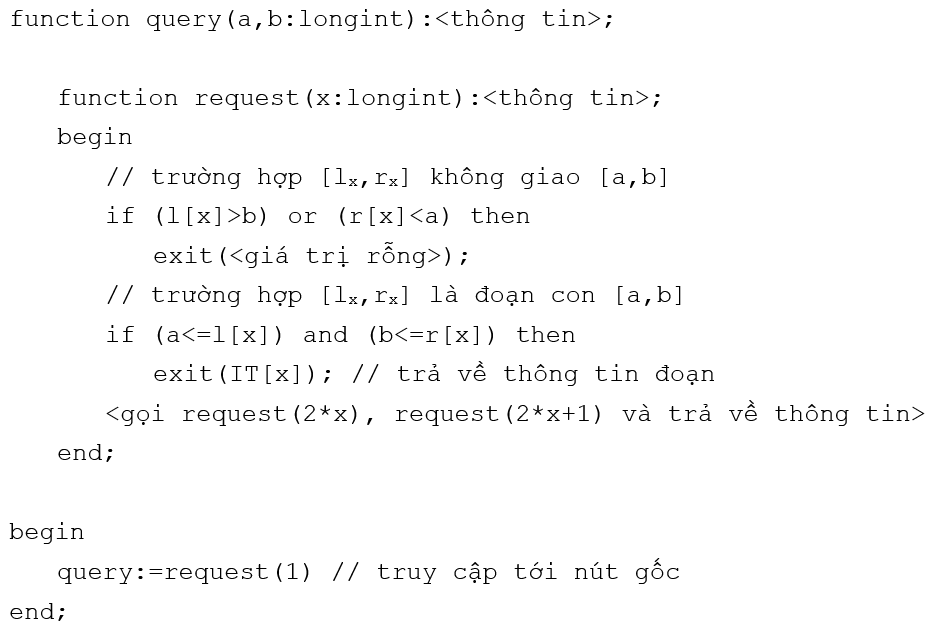 function query(a,b:longint):<thông tin>;
function request(x:longint):<thông tin>;
begin
// trường hợp [lₓ,rₓ] không giao [a,b]
if (l[x]>b) or (r[x]<a) then
exit(<giá trị rỗng>);
// trường hợp [lₓ,rₓ] là đoạn con [a,b]
if (a<=l[x]) and (b<=r[x]) then
exit(IT[x]); // trả về thông tin đoạn
<gọi request(2*x), request(2*x+1) và trả về thông tin>
end;
begin
query:=request(1) // truy cập tới nút gốc
end;